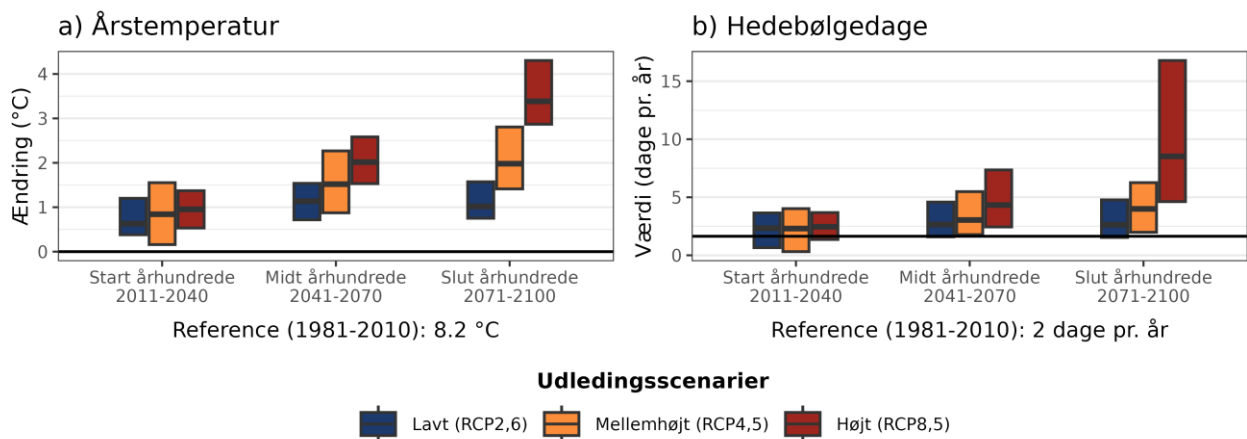 a) Årstemperatur
Ændring (°C)
4
3
2
1
0
Start århundrede
2011-2040
Midt århundrede
2041-2070
Slut århundrede
2071-2100
Reference (1981-2010): 8.2 °C
b) Hedebølgedage
Værdi (dage pr. år)
15
10
5
0
Start århundrede
2011-2040
Midt århundrede
2041-2070
Slut århundrede
2071-2100
Reference (1981-2010): 2 dage pr. år
Udledingsscenarier
Lavt (RCP2,6)
Mellemhøjt (RCP4,5)
Højt (RCP8,5)